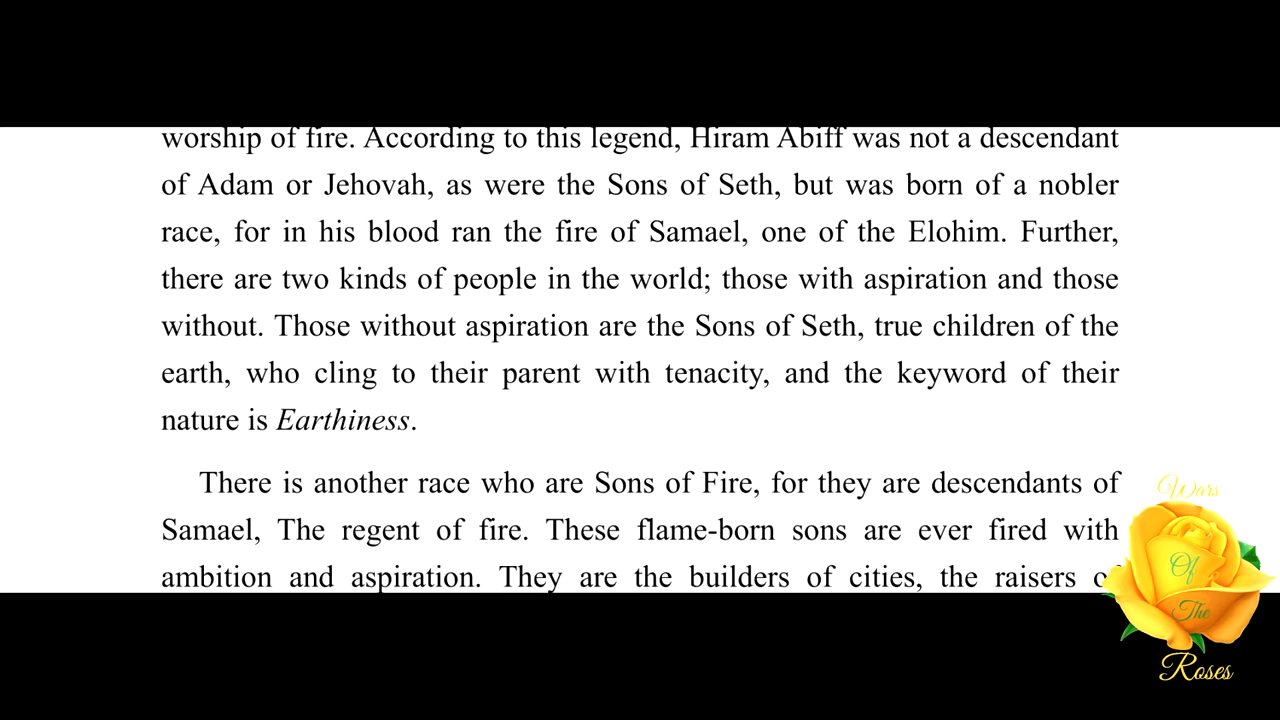 worship of fire. According to this legend, Hiram Abiff was not a descendant
of Adam or Jehovah, as were the Sons of Seth, but was born of a nobler
race, for in his blood ran the fire of Samael, one of the Elohim. Further,
there are two kinds of people in the world; those with aspiration and those
without. Those without aspiration are the Sons of Seth, true children of the
earth, who cling to their parent with tenacity, and the keyword of their
nature is Earthiness.
There is another race who are Sons of Fire, for they are descendants of
Samael, The regent of fire. These flame-born sons are ever fired with
ambition and aspiration. They are the builders of cities, the raisers of
Wars
Of
The
Roses